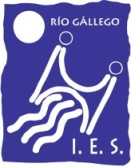 RÍO GÁLLEGO
I. E. S.